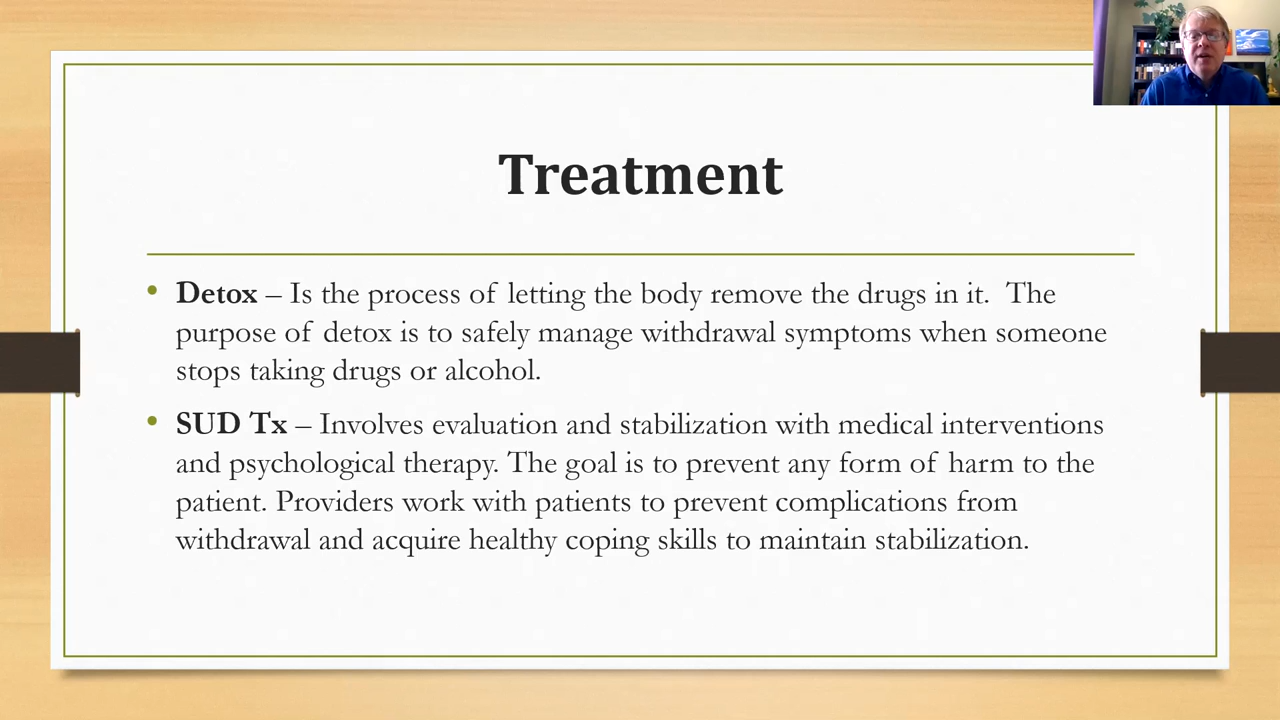 Treatment
• Detox – Is the process of letting the body remove the drugs in it.  The
purpose of detox is to safely manage withdrawal symptoms when someone
stops taking drugs or alcohol.
• SUD Tx – Involves evaluation and stabilization with medical interventions
and psychological therapy. The goal is to prevent any form of harm to the
patient. Providers work with patients to prevent complications from
withdrawal and acquire healthy coping skills to maintain stabilization.